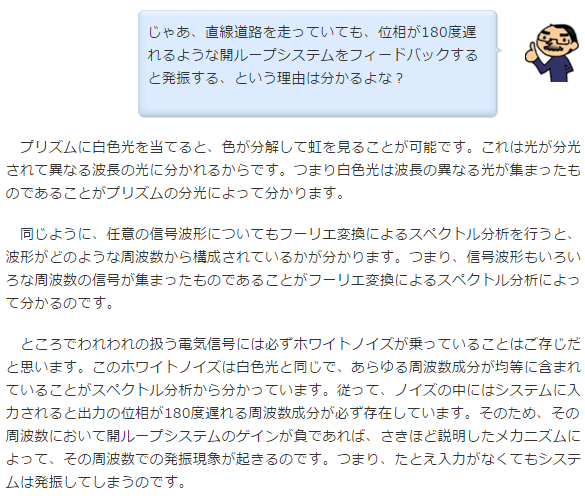 じゃあ、直線道路を走っていても、位相が180度遅
れるような開ループシステムをフィードバックする
と発振する、という理由は分かるよな？
プリズムに白色光を当てると、色が分解して虹を見ることが可能です。これは光が分光
されて異なる波長の光に分かれるからです。つまり白色光は波長の異なる光が集まったも
のであることがプリズムの分光によって分かります。
同じように、任意の信号波形についてもフーリエ変換によるスペクトル分析を行うと、
波形がどのような周波数から構成されているかが分かります。つまり、信号波形もいろい
ろな周波数の信号が集まったものであることがフーリエ変換によるスペクトル分析によっ
て分かるのです。
ところでわれわれの扱う電気信号には必ずホワイトノイズが乗っていることはご存じだ
と思います。このホワイトノイズは白色光と同じで、あらゆる周波数成分が均等に含まれ
ていることがスペクトル分析から分かっています。従って、ノイズの中にはシステムに入
力されると出力の位相が180度遅れる周波数成分が必ず存在しています。そのため、その
周波数において開ループシステムのゲインが負であれば、さきほど説明したメカニズムに
よって、その周波数での発振現象が起きるのです。つまり、たとえ入力がなくてもシステ
ムは発振してしまうのです。